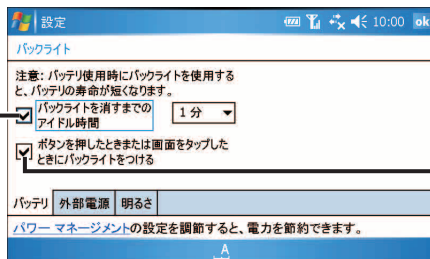 設定 10:00 ok
バックライト
注意: バッテリ使用時にバックライトを使用する
と、バッテリの寿命が短くなります。
バックライトを消すまでの
アイドル時間
1 分
ボタンを押したときまたは画面をタップした
ときにバックライトをつける
バッテリ 外部電源 明るさ
パワー マネージメントの設定を調節すると、電力を節約できます。
A